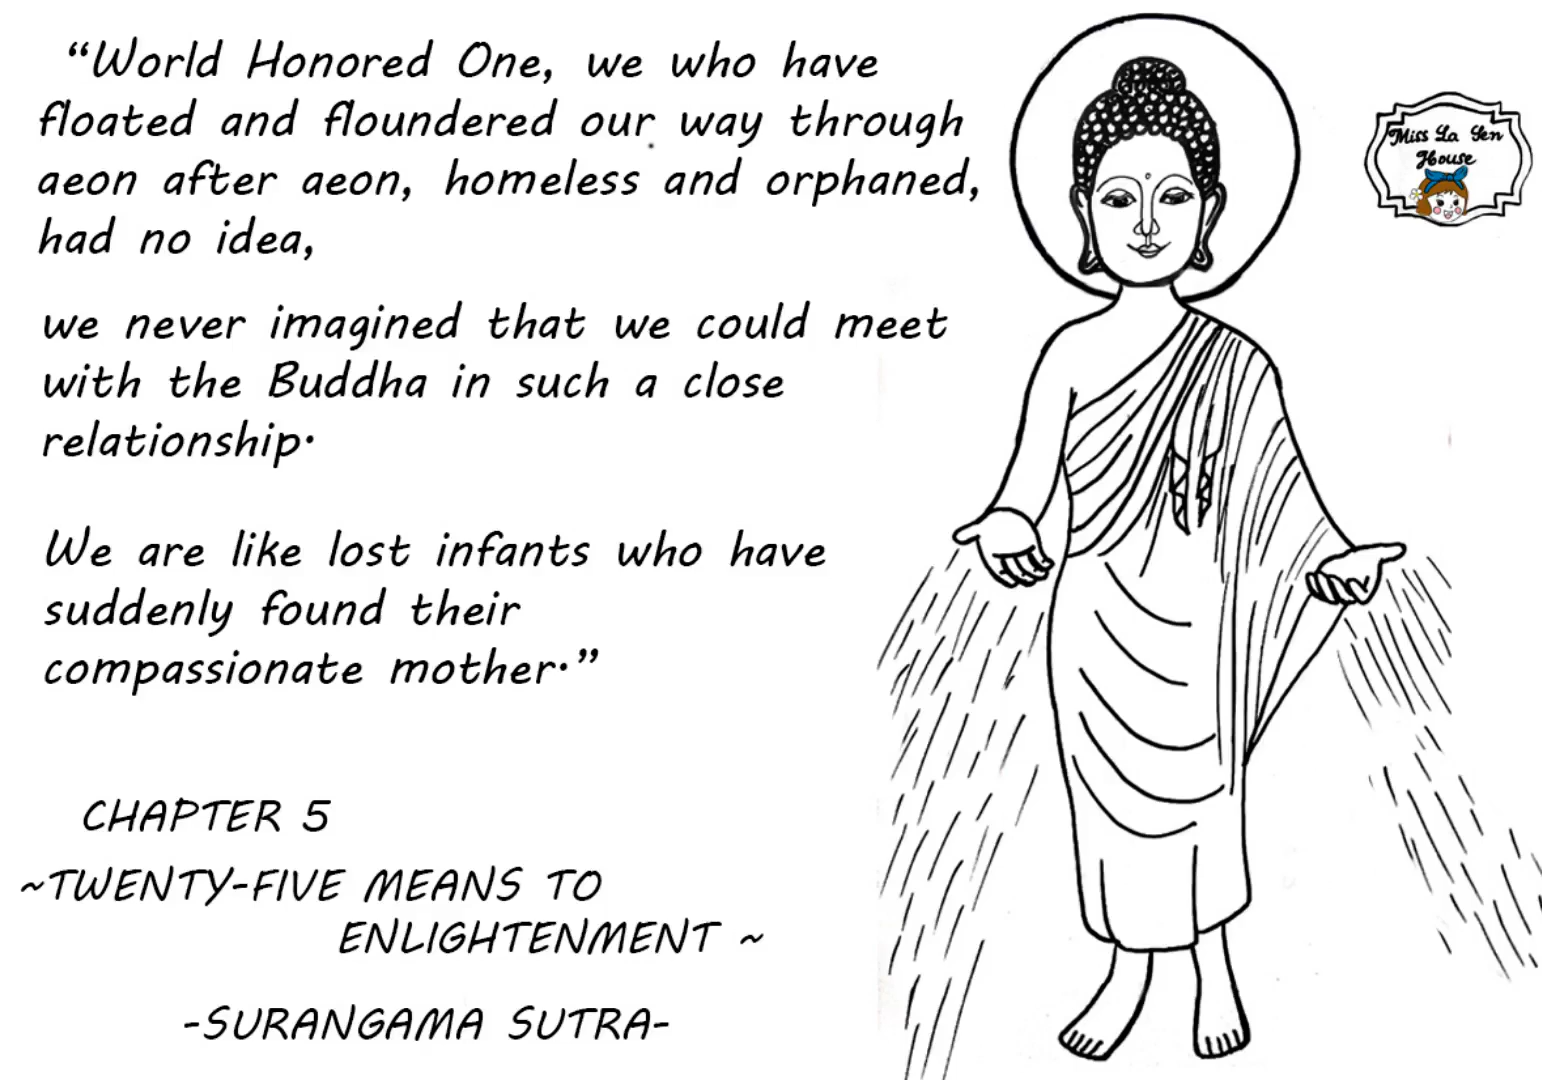 “World Honored One, we who have
floated and floundered our way through
aeon after aeon, homeless and orphaned,
had no idea,
we never imagined that we could meet
with the Buddha in such a close
relationship.
We are like lost infants who have
suddenly found their
compassionate mother.”
CHAPTER 5
~TWENTY-FIVE MEANS TO
ENLIGHTENMENT ~
-SURANGAMA SUTRA-
Miss La Sen
House